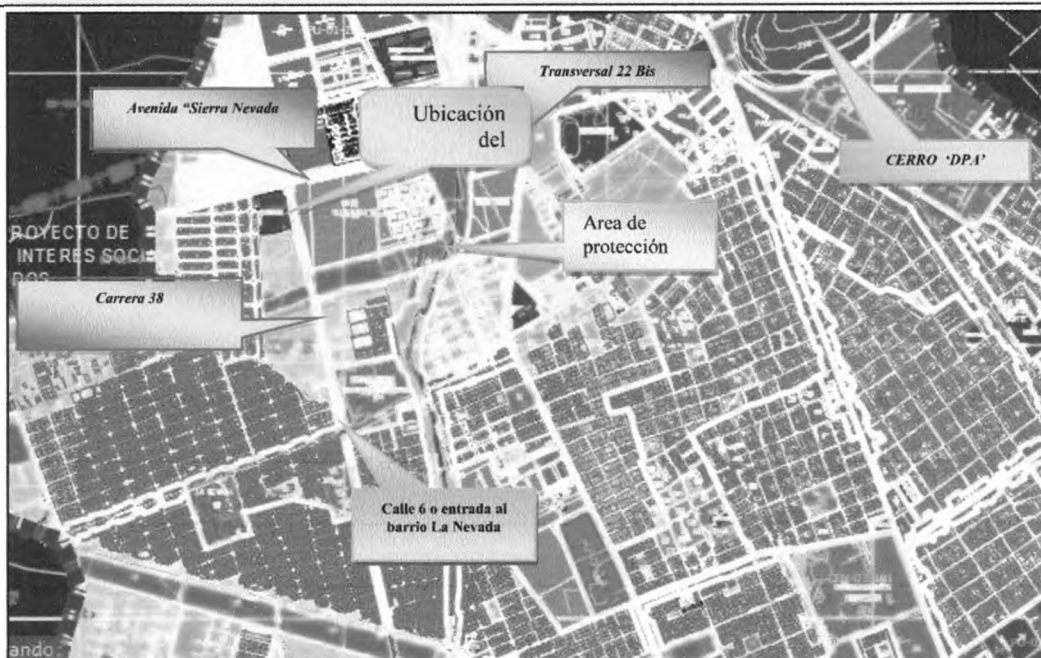 Transversal 22 Bis
Avenida "Sierra Nevada
Ubicación
del
CERRO 'DPA'
Area de
protección
ROYECTO DE
INTERES SOCI
Carrera 38
Calle 6 o entrada al
barrio La Nevada
ando.